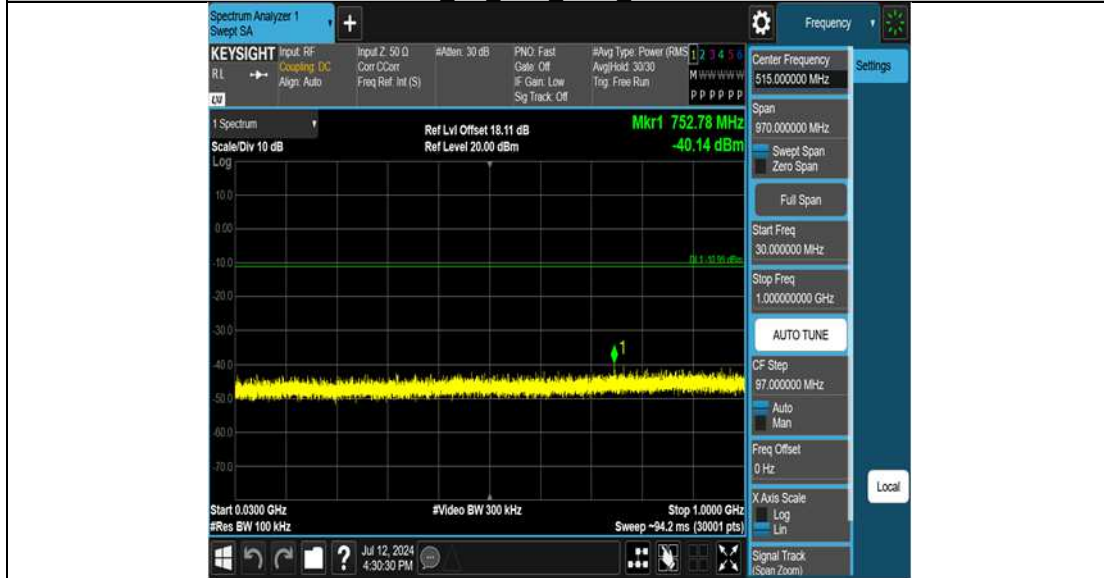 Spectrum Analyzer 1
Swept SA
+
Frequency
KEYSIGHT
RL
LXI
Input: RF
Coupling: DC
Align: Auto
Input Z: 50 Ω
Corr CCorr
Freq Ref: Int (S)
#Atten: 30 dB
PNO: Fast
Gate: Off
IF Gain: Low
Sig Track: Off
#Avg Type: Power (RMS
Avg|Hold: 30/30
Trig: Free Run
1 2 3 4 5 6
M W W W W W
P P P P P P
Center Frequency
515.000000 MHz
Settings
Span
970.000000 MHz
Swept Span
Zero Span
Full Span
Start Freq
30.000000 MHz
Stop Freq
1.000000000 GHz
AUTO TUNE
CF Step
97.000000 MHz
Auto
Man
Freq Offset
0 Hz
X Axis Scale
Log
Lin
Signal Track
(Span Zoom)
Local
1 Spectrum
Scale/Div 10 dB
Log
Ref Lvl Offset 18.11 dB
Ref Level 20.00 dBm
Mkr1 752.78 MHz
-40.14 dBm
10.0
0.00
-10.0
-20.0
-30.0
-40.0
-50.0
-60.0
-70.0
1
Start 0.0300 GHz
#Res BW 100 kHz
#Video BW 300 kHz
Stop 1.0000 GHz
Sweep ~94.2 ms (30001 pts)
?
Jul 12, 2024
4:30:30 PM